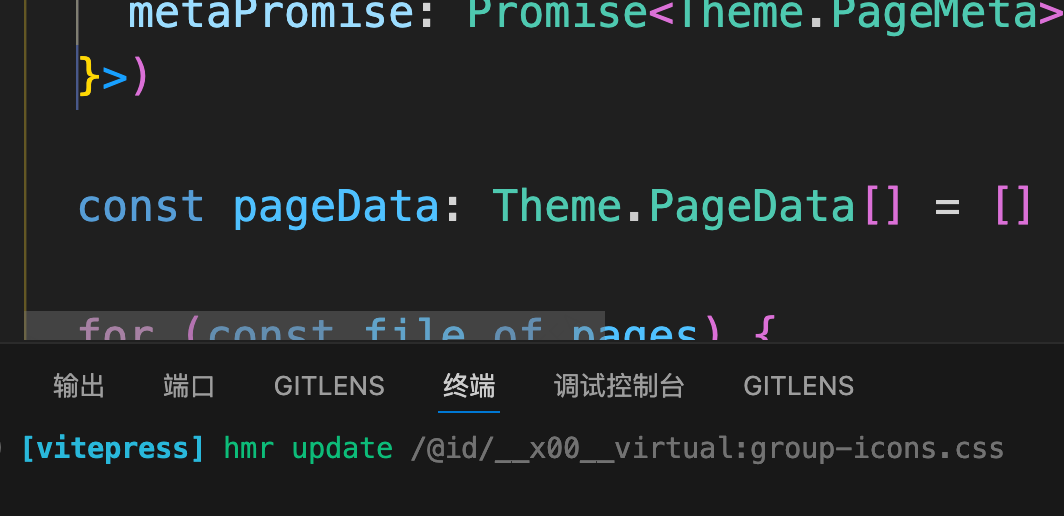 metaPromise: Promise<Theme.PageMeta>
}>)
const pageData: Theme.PageData[] = []
for (const file of pages) {
输出 端口 GITLENS 终端 调试控制台 GITLENS
[vitepress] hmr update /@id/__x00__virtual:group-icons.css